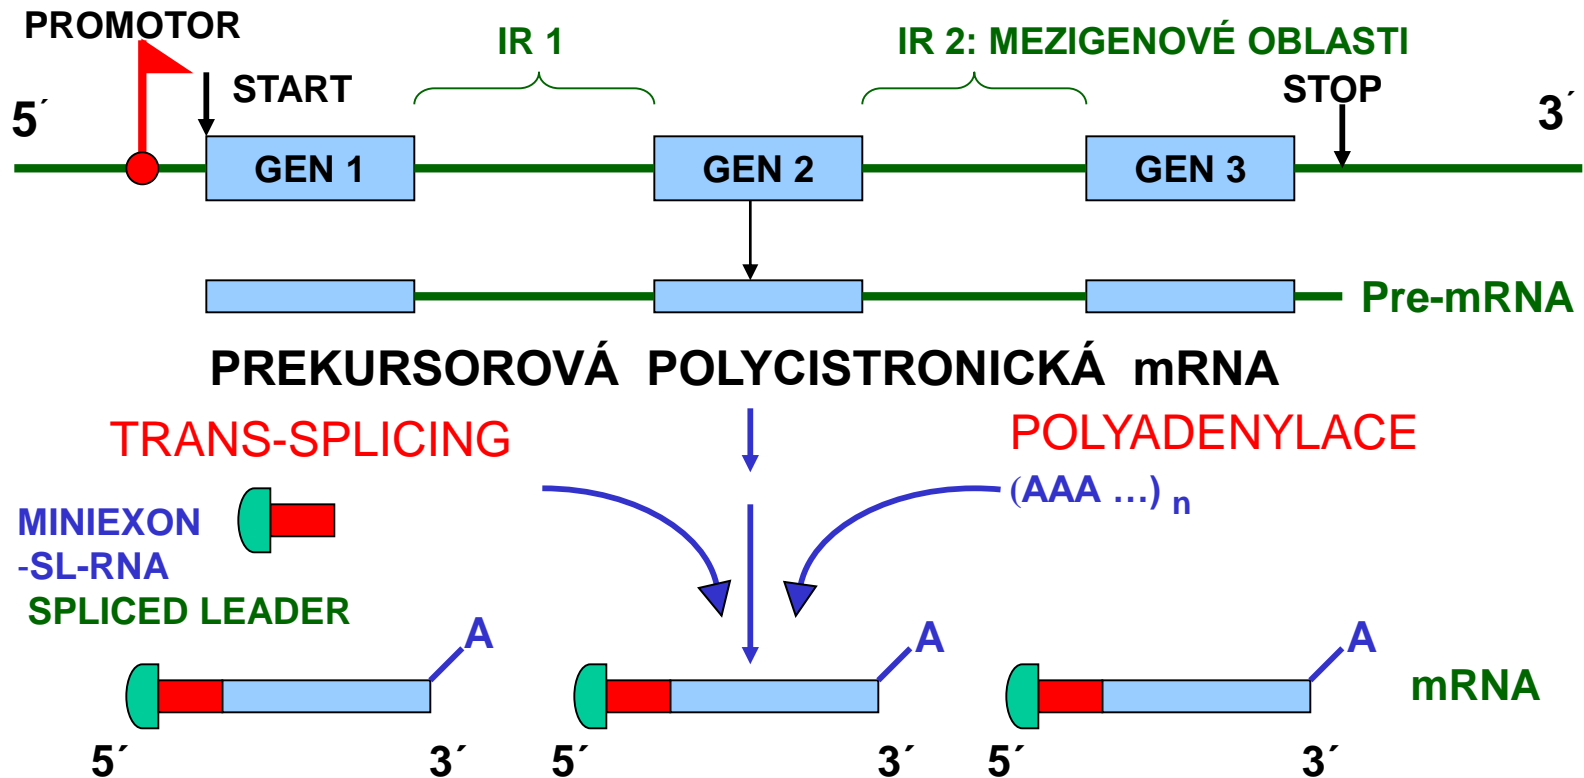 PROMOTOR
IR 1
IR 2: MEZIGENOVÉ OBLASTI
START
STOP
5´
3´
GEN 1
GEN 2
GEN 3
Pre-mRNA
PREKURSOROVÁ POLYCISTRONICKÁ mRNA
TRANS-SPLICING
POLYADENYLACE
(AAA ...) n
MINIEXON
-SL-RNA
SPLICED LEADER
A
A
A
mRNA
5´
3´
5´
3´
5´
3´